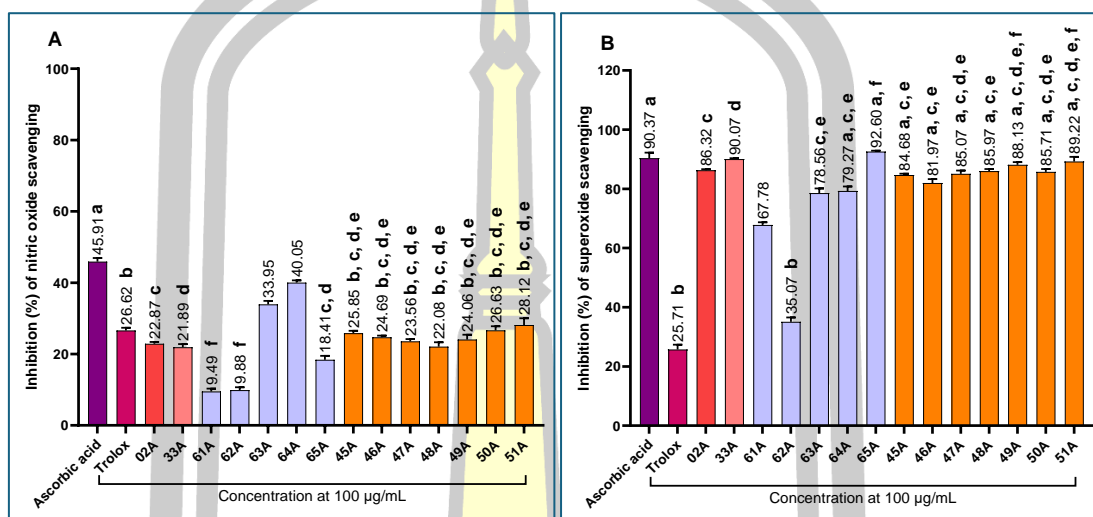 A
Inhibition (%) of nitric oxide scavenging
100
80
60
40
20
0
45.91 a
26.62 b
22.87 c
21.89 d
9.49 f
9.88 f
33.95
40.05
18.41 c, d
25.85 b, c, d, e
24.69 b, c, d, e
23.56 b, c, d, e
22.08 b, c, d, e
24.06 b, c, d, e
26.63 b, c, d, e
28.12 b, c, d, e
Ascorbic acid
Trolox
02A
33A
61A
62A
63A
64A
65A
45A
46A
47A
48A
49A
50A
51A
Concentration at 100 µg/mL
B
Inhibition (%) of superoxide scavenging
120
100
80
60
40
20
0
90.37 a
25.71 b
86.32 c
90.07 d
67.78
35.07 b
78.56 c, e
79.27 a, c, e
92.60 a, f
84.68 a, c, e
81.97 a, c, e
85.07 a, c, d, e
85.97 a, c, e
88.13 a, c, d, e, f
85.71 a, c, d, e
89.22 a, c, d, e, f
Ascorbic acid
Trolox
02A
33A
61A
62A
63A
64A
65A
45A
46A
47A
48A
49A
50A
51A
Concentration at 100 µg/mL